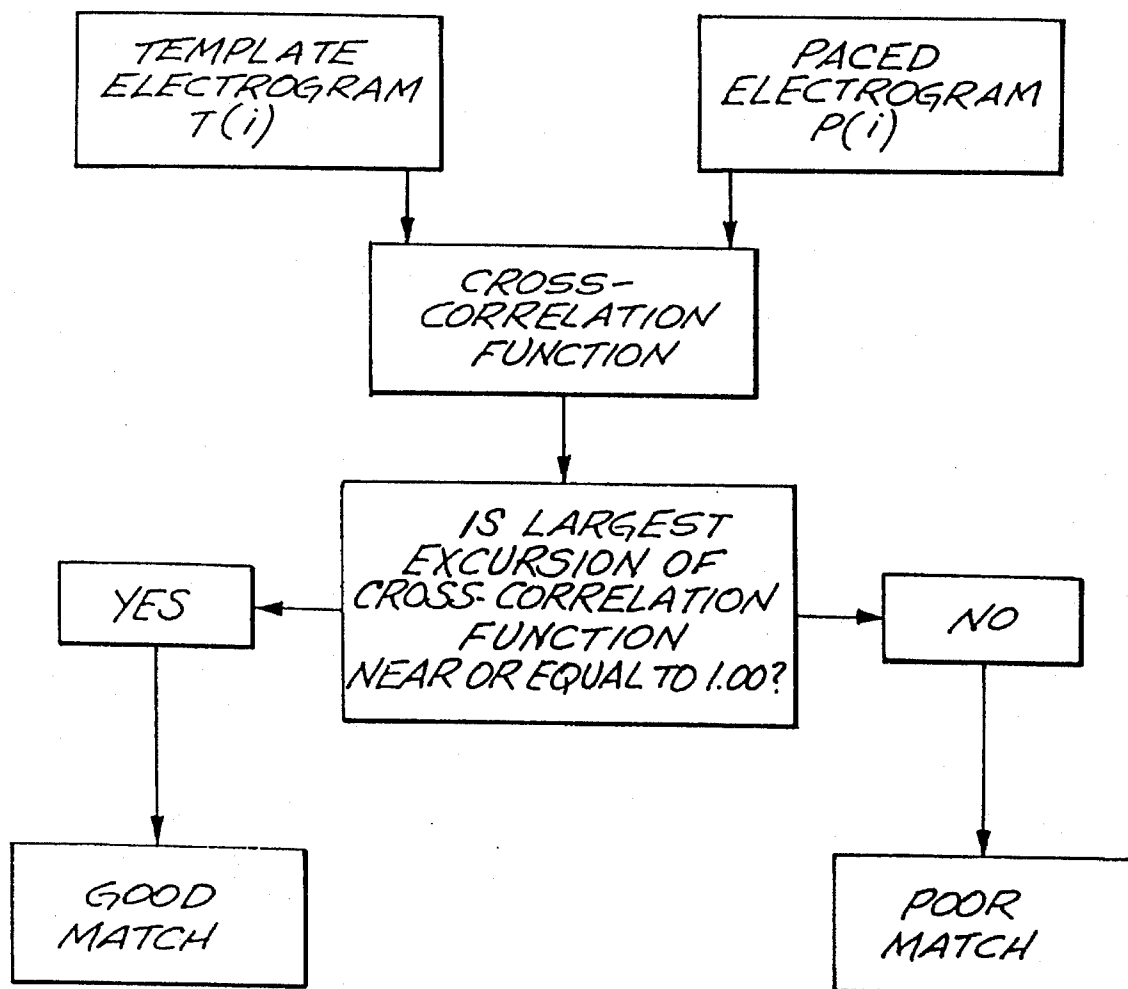 TEMPLATE
ELECTROGRAM
T(i)
PACED
ELECTROGRAM
P(i)
CROSS-
CORRELATION
FUNCTION
IS LARGEST
EXCURSION OF
CROSS-CORRELATION
FUNCTION
NEAR OR EQUAL TO 1.00?
YES
NO
GOOD
MATCH
POOR
MATCH